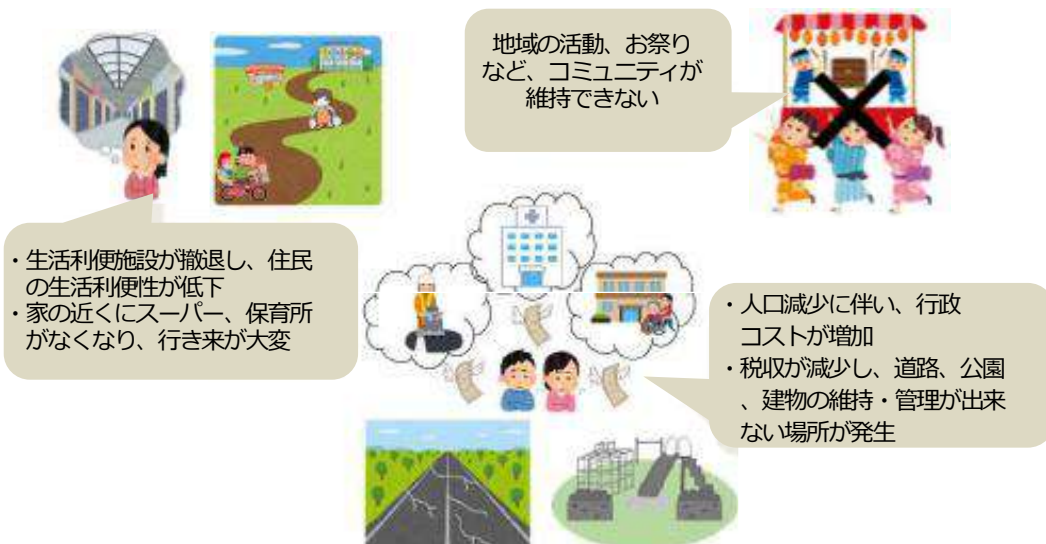 地域の活動、お祭り
など、コミュニティが
維持できない
・生活利便施設が撤退し、住民
の生活利便性が低下
・家の近くにスーパー、保育所
がなくなり、行き来が大変
・人口減少に伴い、行政
コストが増加
・税収が減少し、道路、公園
、建物の維持・管理が出来
ない場所が発生